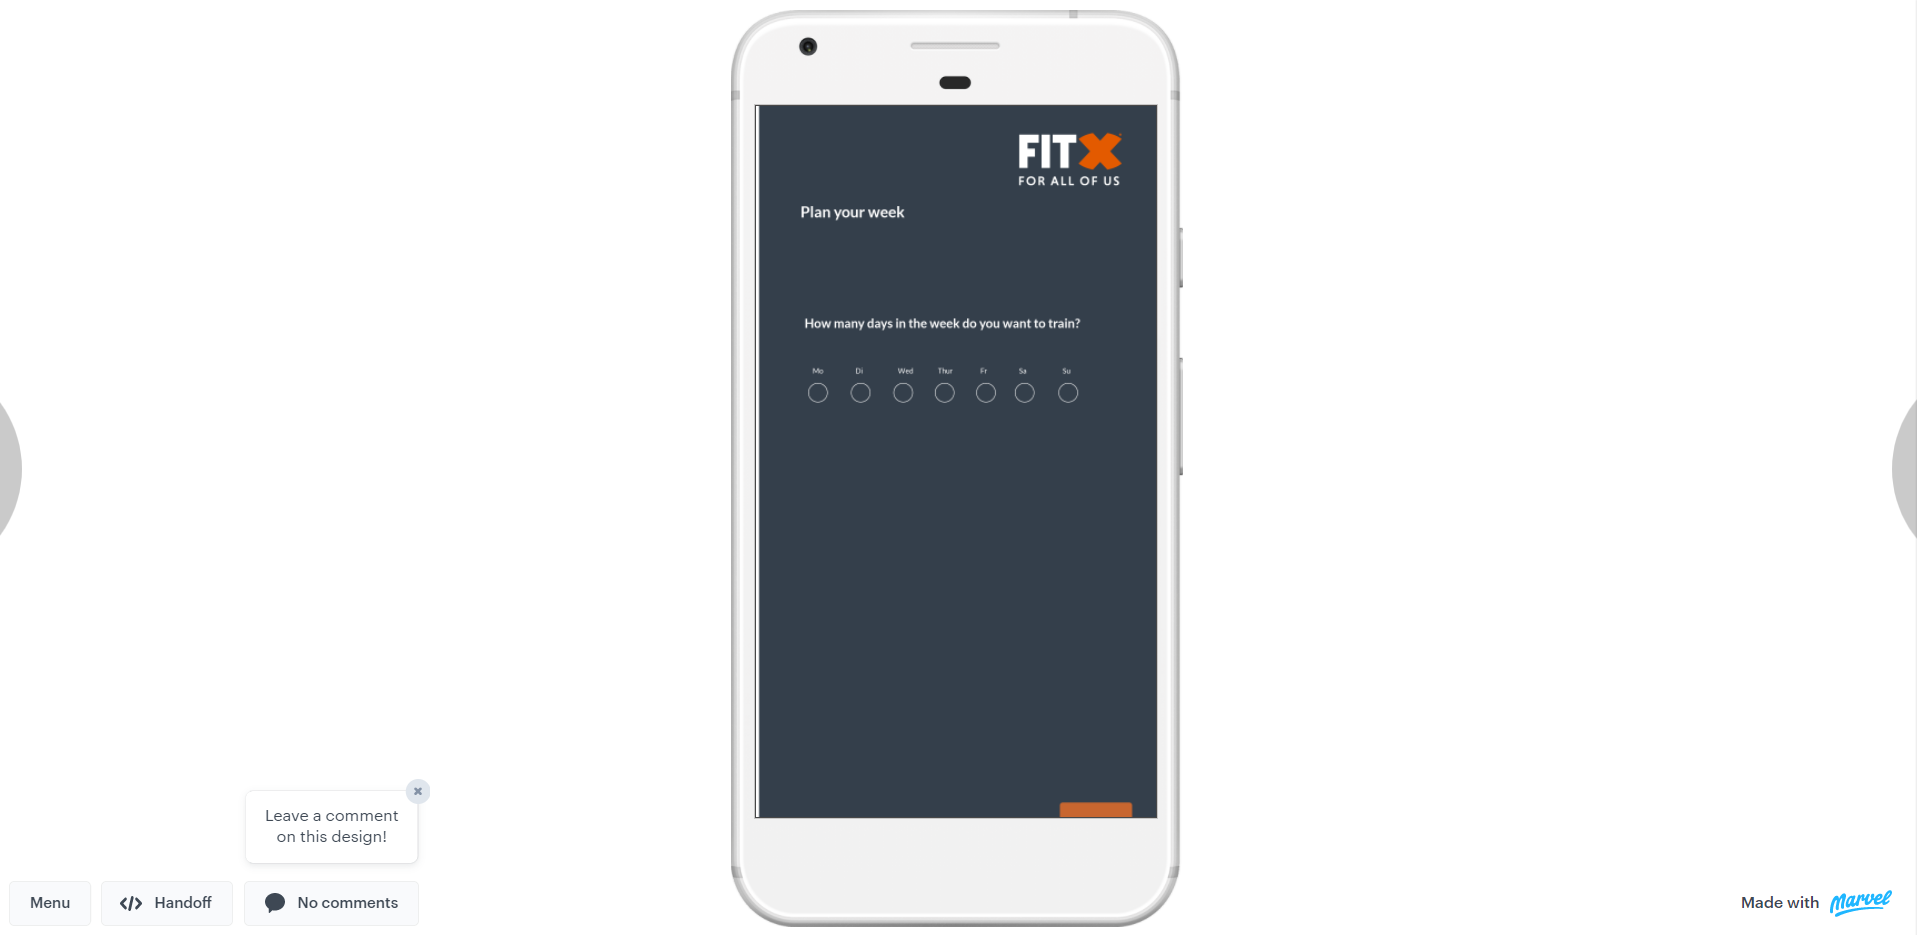 FITX
FOR ALL OF US
Plan your week
How many days in the week do you want to train?
Mo Di Wed Thur Fr Sa Su
Leave a comment
on this design!
Menu
</> Handoff
No comments
Made with Marvel